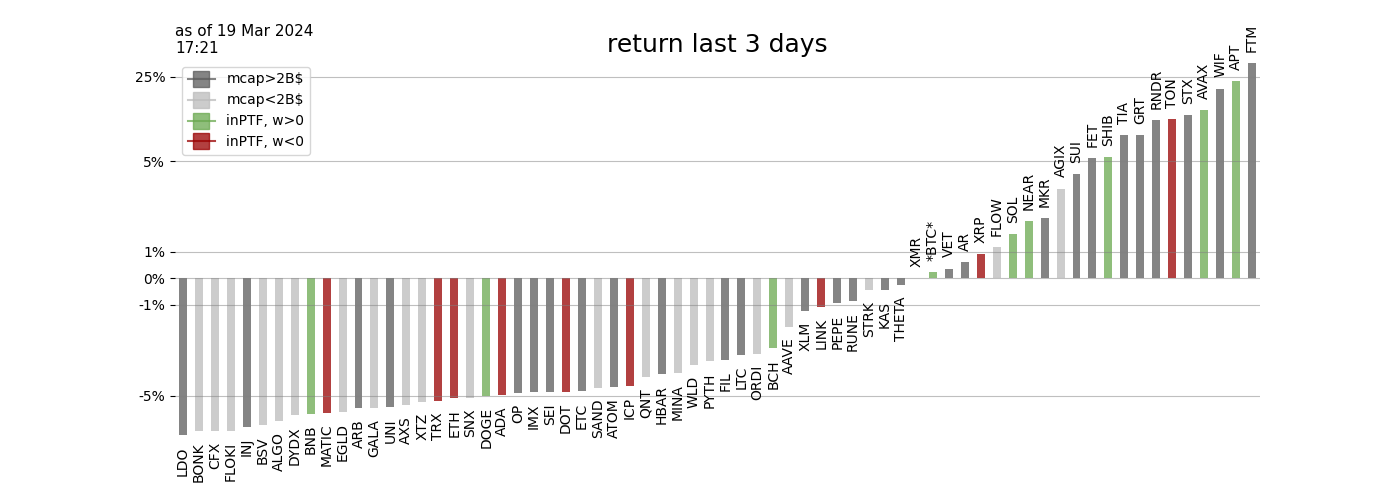 as of 19 Mar 2024
17:21
return last 3 days
mcap>2B$
mcap<2B$
inPTF, w>0
inPTF, w<0
25%
5%
1%
0%
-1%
-5%
LDO
BONK
CFX
FLOKI
INJ
BSV
ALGO
DYDX
BNB
MATIC
EGLD
ARB
GALA
UNI
AXS
XTZ
TRX
ETH
SNX
DOGE
ADA
OP
IMX
SEI
DOT
ETC
SAND
ATOM
ICP
QNT
HBAR
MINA
WLD
PYTH
FIL
LTC
ORDI
BCH
AAVE
XLM
LINK
PEPE
RUNE
STRK
KAS
THETA
XMR
*BTC*
VET
AR
XRP
FLOW
SOL
NEAR
MKR
AGIX
SUI
FET
SHIB
TIA
GRT
RNDR
TON
STX
AVAX
WIF
APT
FTM